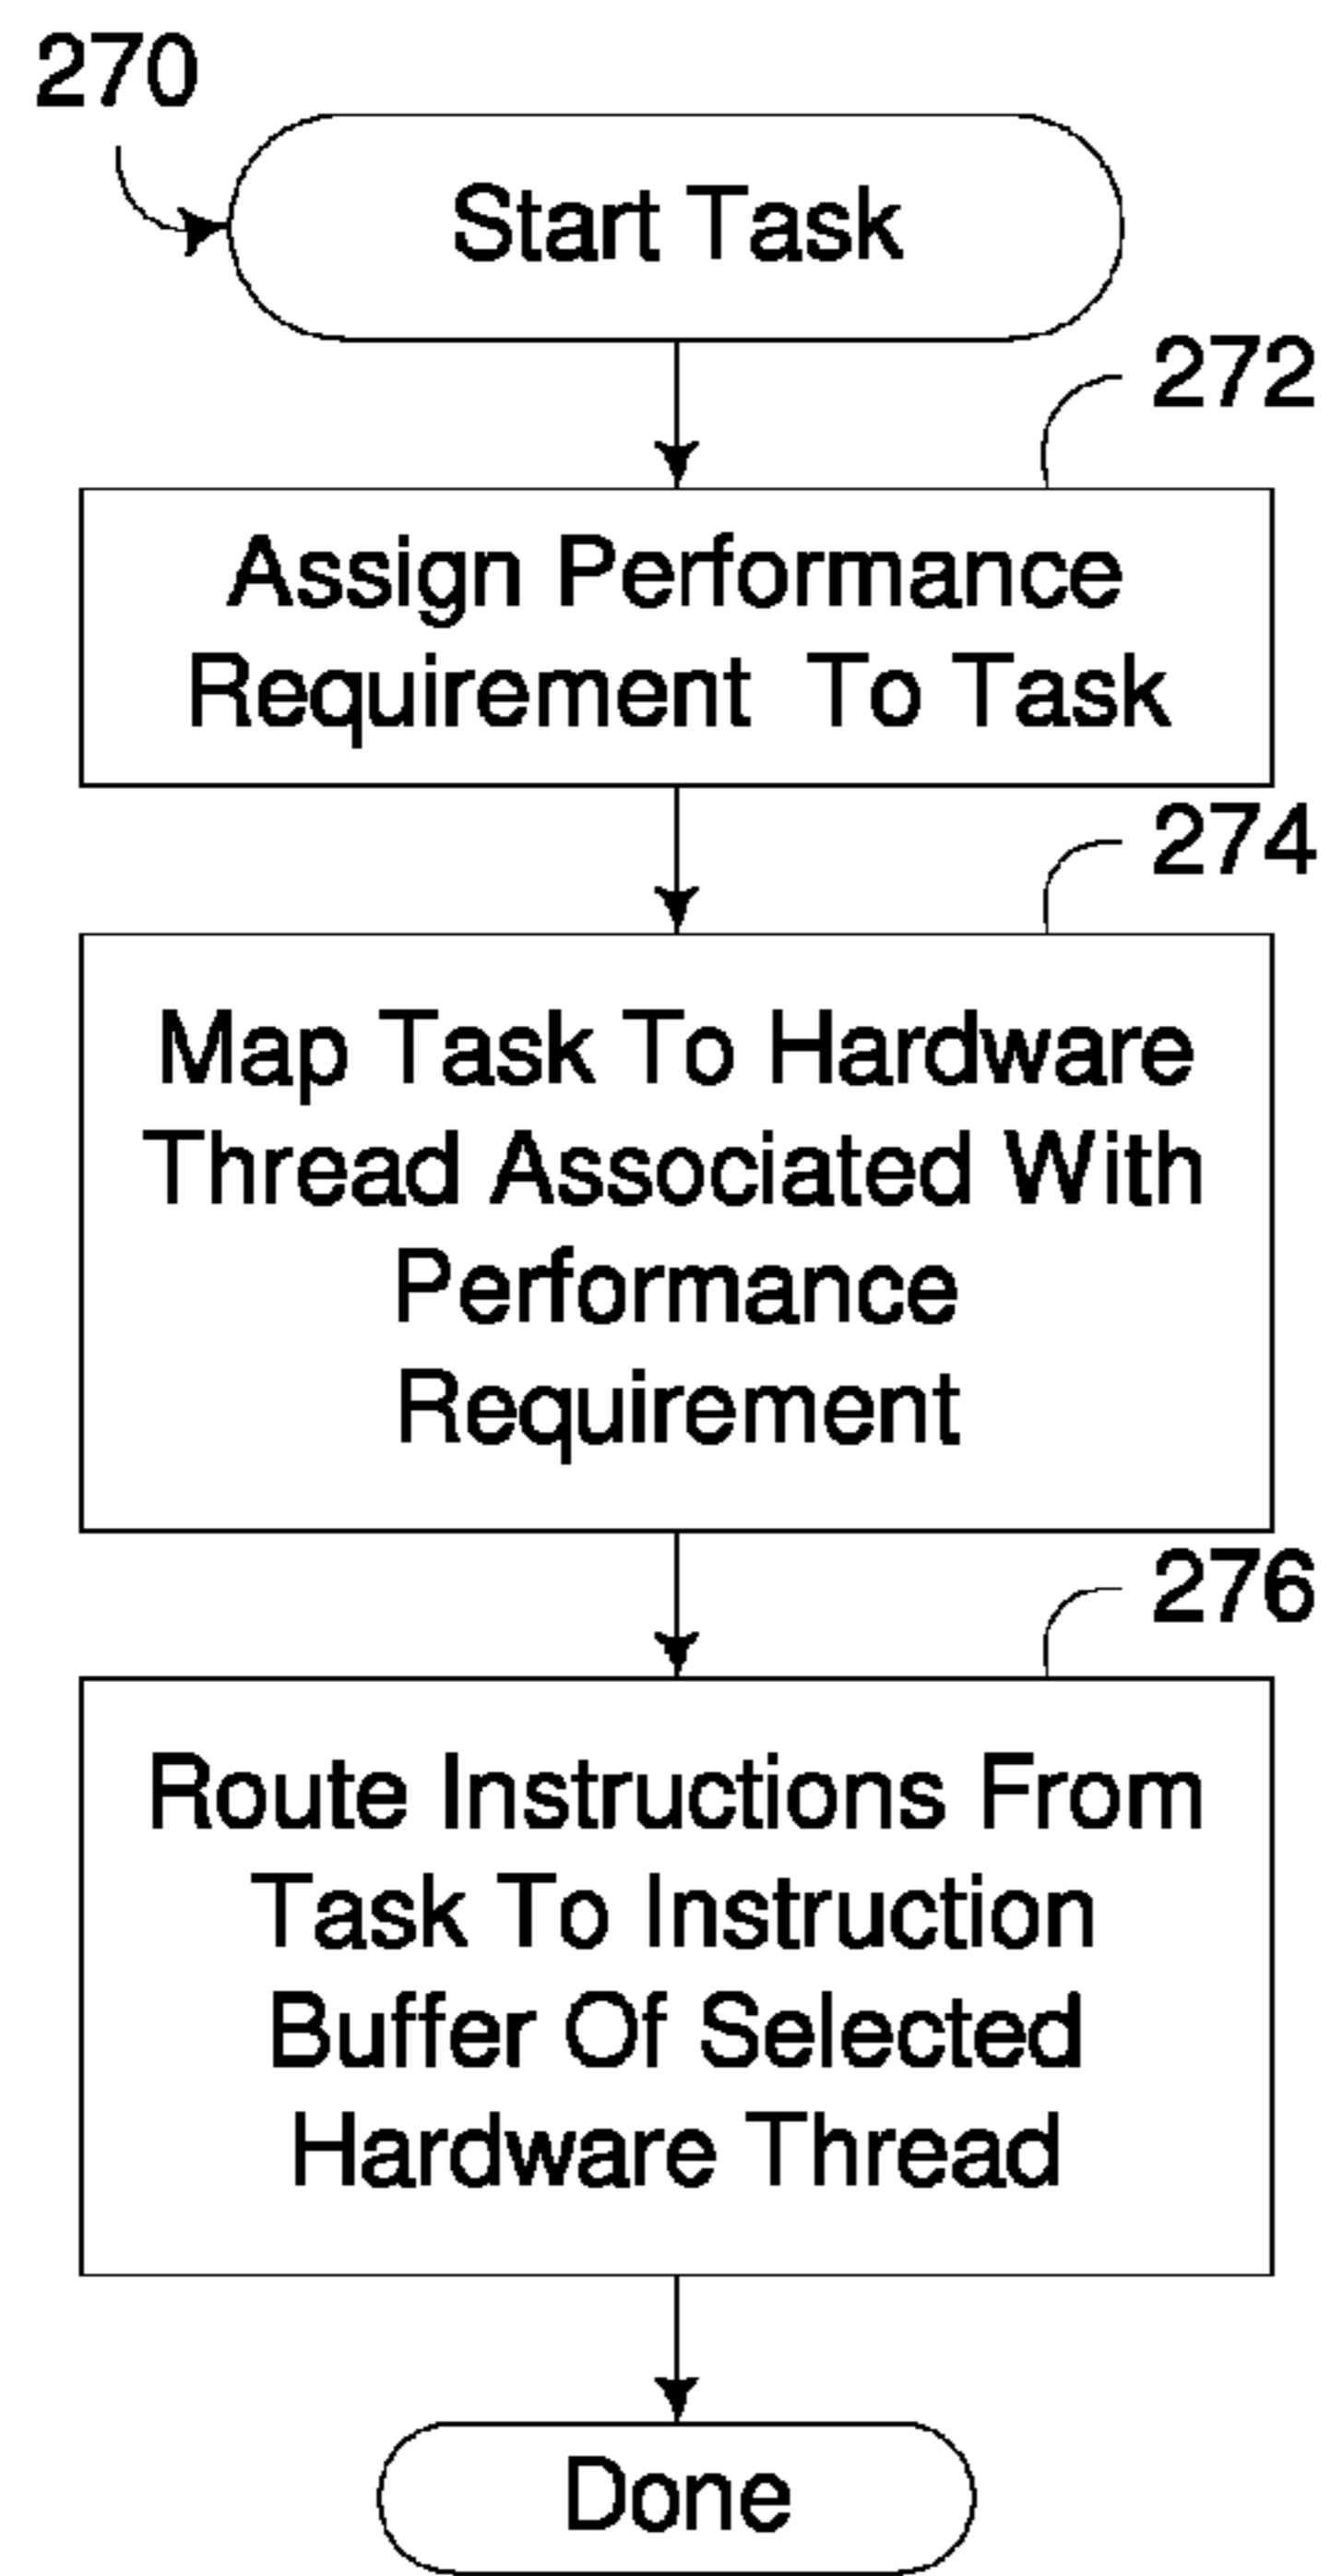 270
Start Task
272
Assign Performance
Requirement To Task
274
Map Task To Hardware
Thread Associated With
Performance
Requirement
276
Route Instructions From
Task To Instruction
Buffer Of Selected
Hardware Thread
Done